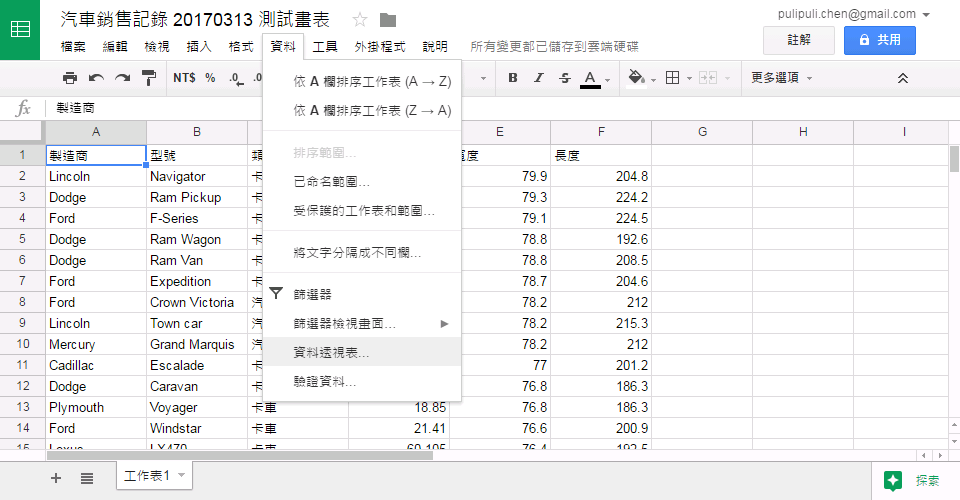 汽車銷售記錄 20170313 測試畫表
pulipuli.chen@gmail.com
檔案 編輯 檢視 插入 格式 資料 工具 外掛程式 說明 所有變更都已儲存到雲端硬碟
註解 共用
NT$ % .0 B I S A 更多選項
fx 製造商
依 A 欄排序工作表 (A → Z)
依 A 欄排序工作表 (Z → A)
排序範圍...
已命名範圍...
受保護的工作表和範圍...
將文字分隔成不同欄...
篩選器
篩選器檢視畫面...
資料透視表...
驗證資料...
A B E F G H I
1 製造商 型號 寬度 長度
2 Lincoln Navigator 卡 79.9 204.8
3 Dodge Ram Pickup 卡 79.3 224.2
4 Ford F-Series 卡 79.1 224.5
5 Dodge Ram Wagon 卡 78.8 192.6
6 Dodge Ram Van 卡 78.8 208.5
7 Ford Expedition 卡 78.7 204.6
8 Ford Crown Victoria 汽 78.2 212
9 Lincoln Town car 汽 78.2 215.3
10 Mercury Grand Marquis 汽 78.2 212
11 Cadillac Escalade 卡 77 201.2
12 Dodge Caravan 卡 76.8 186.3
13 Plymouth Voyager 卡車 18.85 76.8 186.3
14 Ford Windstar 卡車 21.41 76.6 200.9
15 Lexus LX470 卡車 60.105 76.4 192.5
工作表1
探索